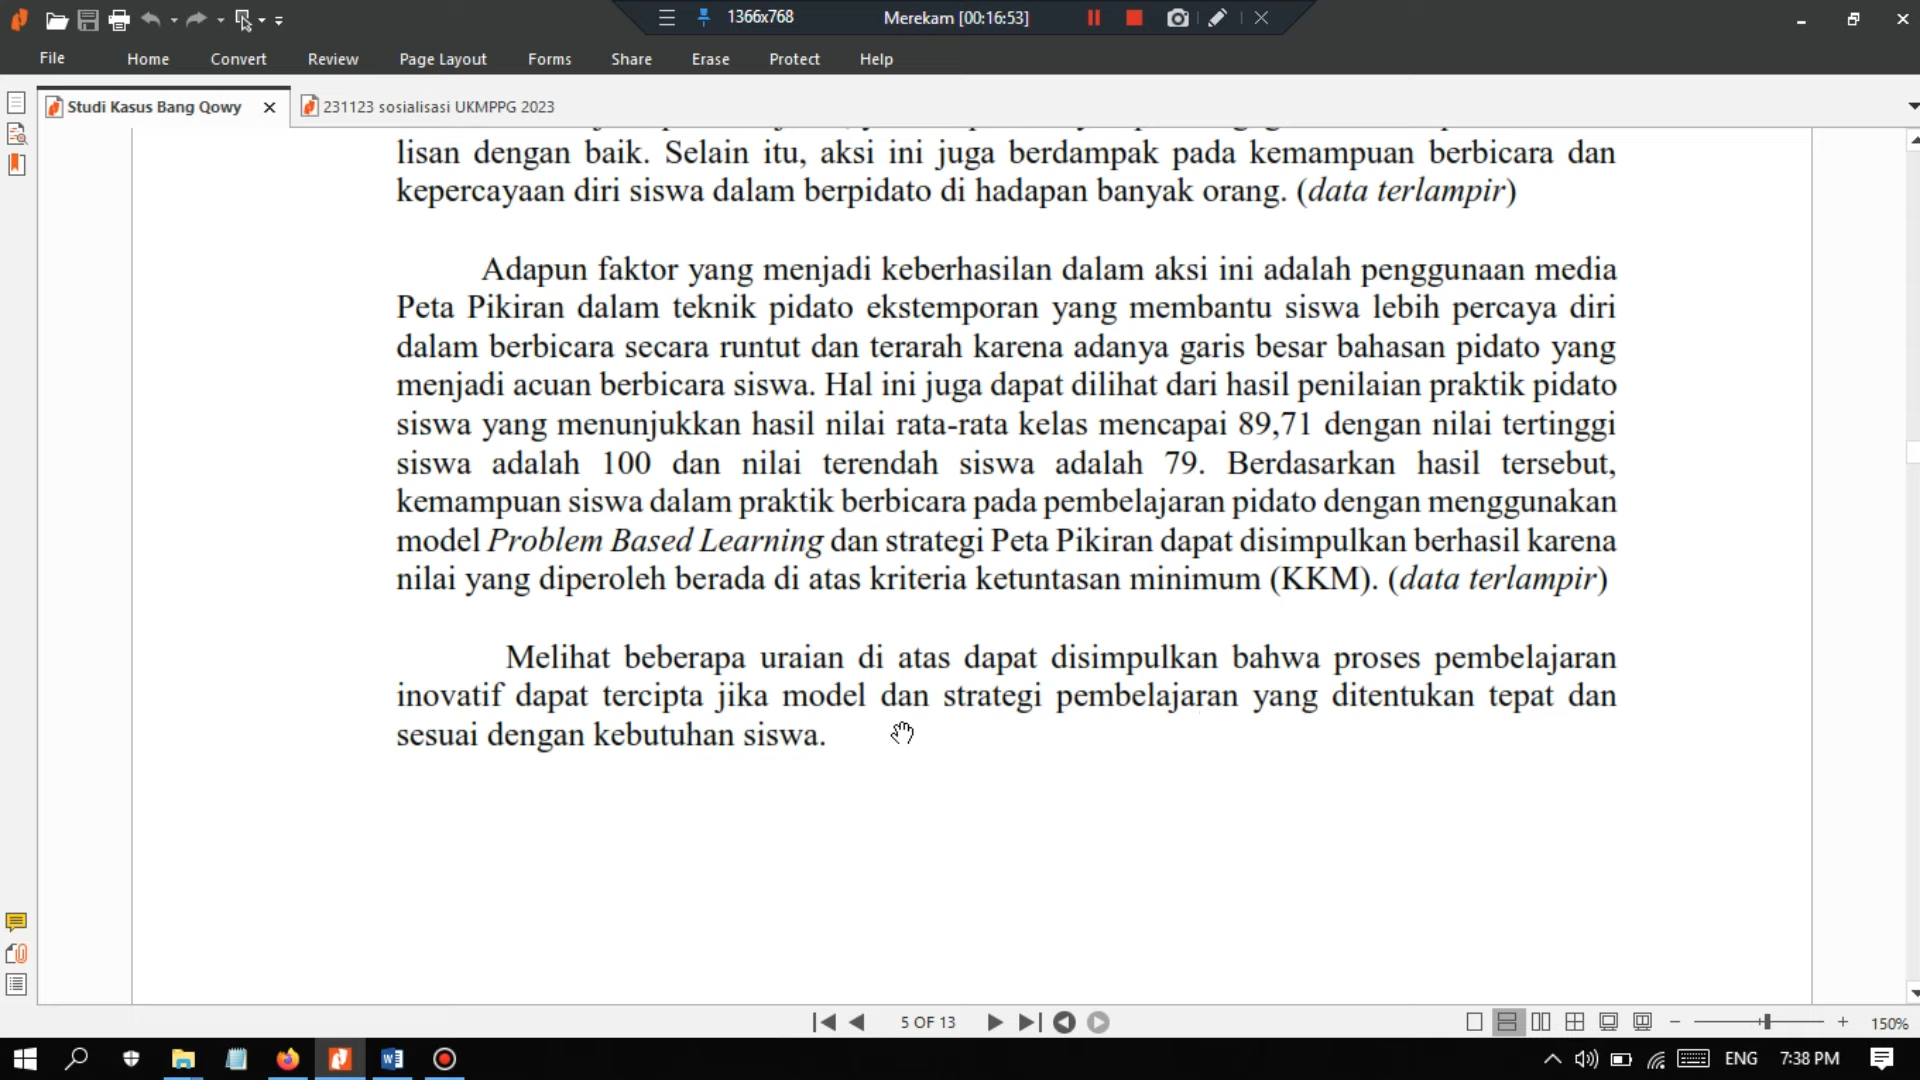 1366x768
Merekam [00:16:53]
File Home Convert Review Page Layout Forms Share Erase Protect Help
Studi Kasus Bang Qowy
231123 sosialisasi UKMPPG 2023
lisan dengan baik. Selain itu, aksi ini juga berdampak pada kemampuan berbicara dan
kepercayaan diri siswa dalam berpidato di hadapan banyak orang. (data terlampir)
Adapun faktor yang menjadi keberhasilan dalam aksi ini adalah penggunaan media
Peta Pikiran dalam teknik pidato ekstemporan yang membantu siswa lebih percaya diri
dalam berbicara secara runtut dan terarah karena adanya garis besar bahasan pidato yang
menjadi acuan berbicara siswa. Hal ini juga dapat dilihat dari hasil penilaian praktik pidato
siswa yang menunjukkan hasil nilai rata-rata kelas mencapai 89,71 dengan nilai tertinggi
siswa adalah 100 dan nilai terendah siswa adalah 79. Berdasarkan hasil tersebut,
kemampuan siswa dalam praktik berbicara pada pembelajaran pidato dengan menggunakan
model Problem Based Learning dan strategi Peta Pikiran dapat disimpulkan berhasil karena
nilai yang diperoleh berada di atas kriteria ketuntasan minimum (KKM). (data terlampir)
Melihat beberapa uraian di atas dapat disimpulkan bahwa proses pembelajaran
inovatif dapat tercipta jika model dan strategi pembelajaran yang ditentukan tepat dan
sesuai dengan kebutuhan siswa.
5 OF 13
150%
ENG
7:38 PM